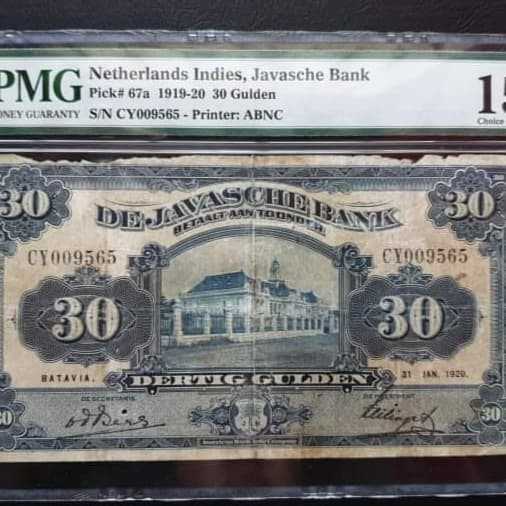 PMG Netherlands Indies, Javasche Bank
Pick# 67a 1919-20 30 Gulden
S/N CY009565 - Printer: ABNC
MONEY GUARANTY
15
Choice
30 30
DE JAVASCHE BANK
BETAALT AAN TOONDER
CY009565 CY009565
30 30
BATAVIA. 31 JAN. 1920.
DERTIG GULDEN
DE SECRETARIS. DE PRESIDENT.
30 30